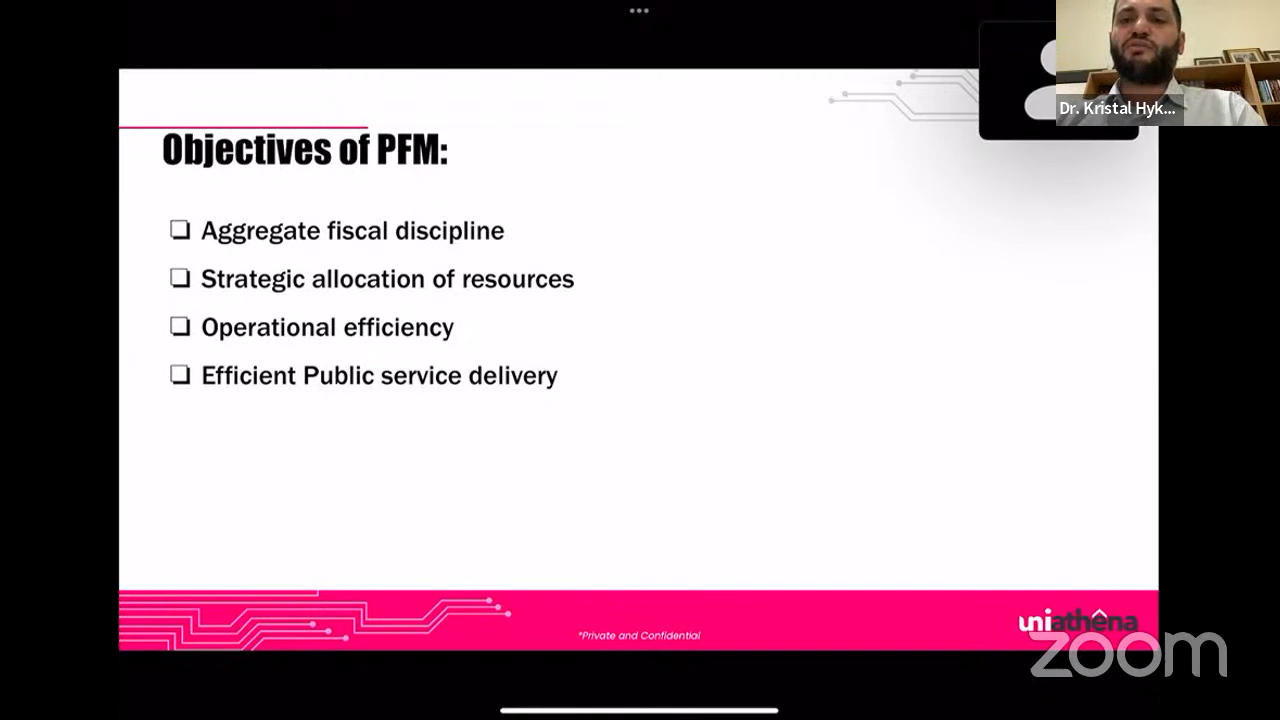 Dr. Kristal Hyk...
Objectives of PFM:
❑ Aggregate fiscal discipline
❑ Strategic allocation of resources
❑ Operational efficiency
❑ Efficient Public service delivery
*Private and Confidential
uniathena
zoom